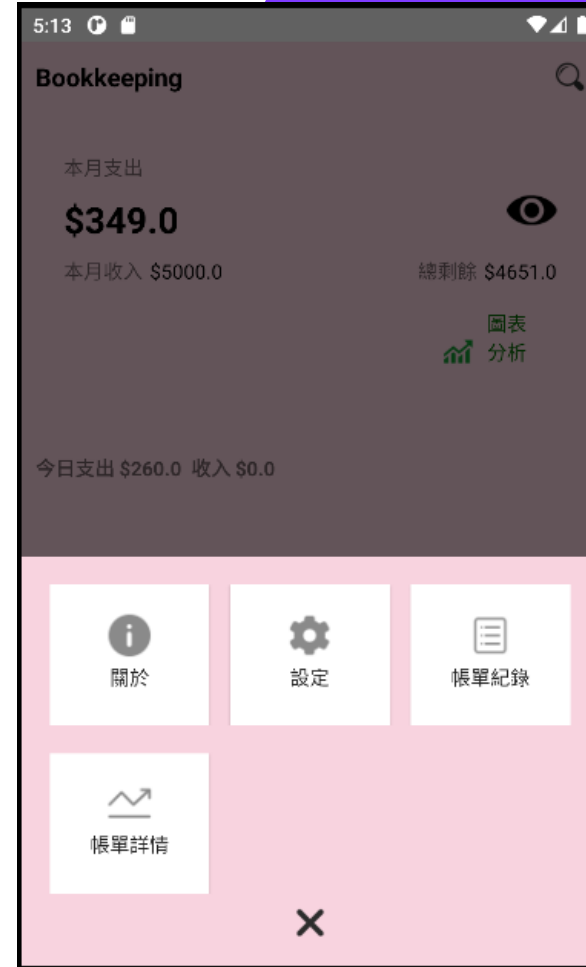 5:13
Bookkeeping
本月支出
$349.0
本月收入 $5000.0
總剩餘 $4651.0
圖表
分析
今日支出 $260.0 收入 $0.0
關於
設定
帳單紀錄
帳單詳情